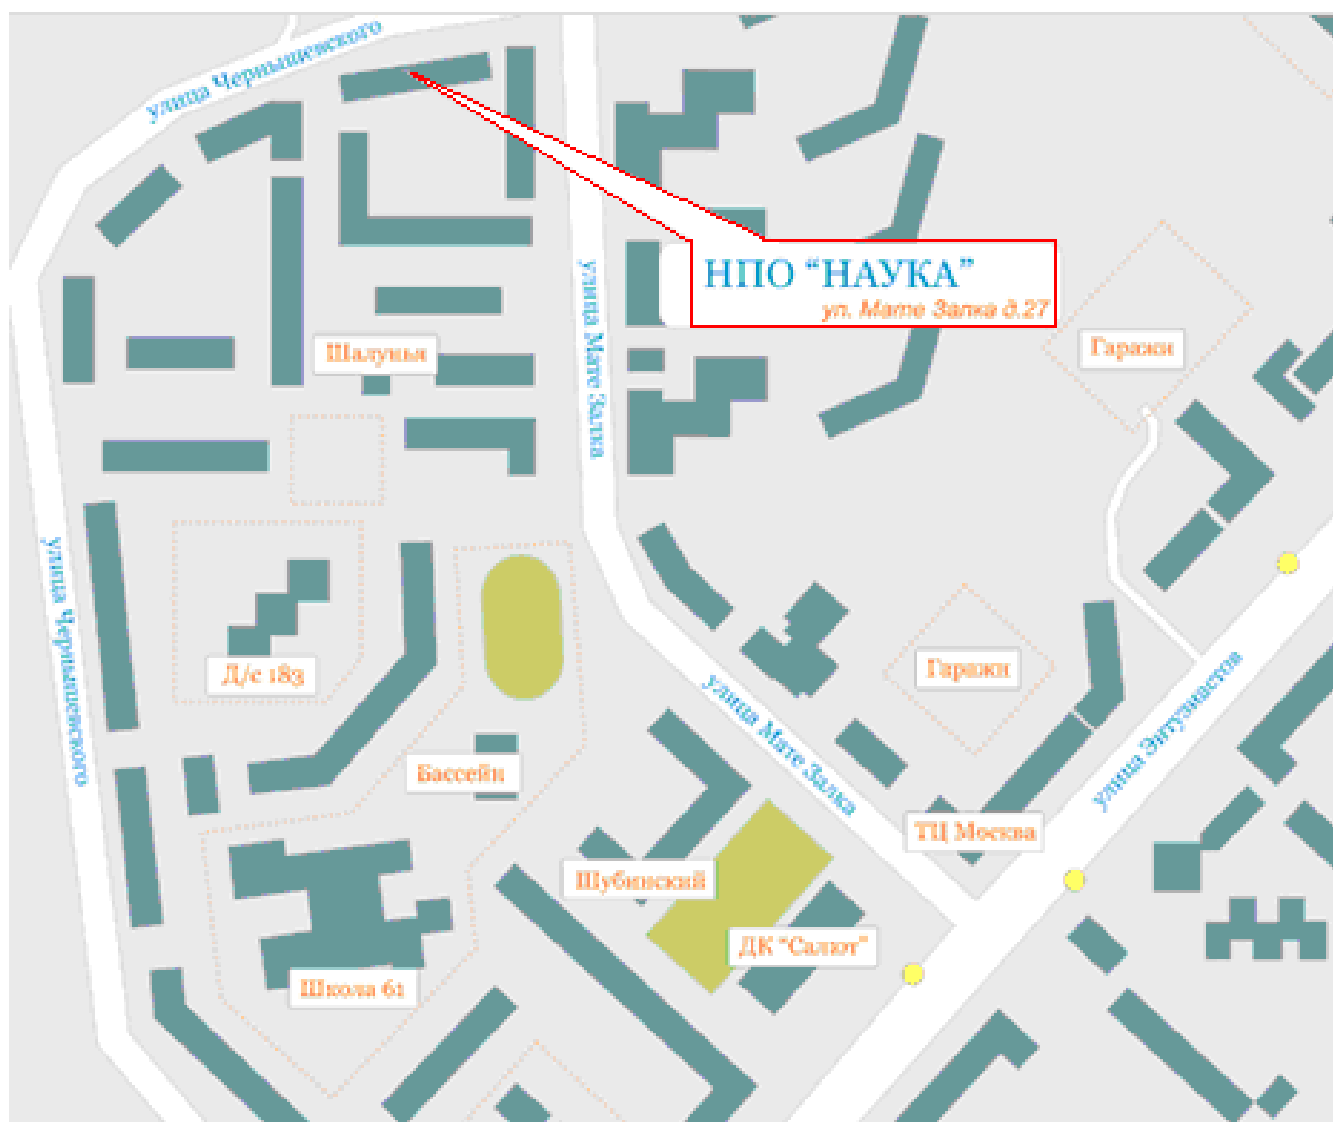 улица Чернышевского
НПО “НАУКА”
ул. Мате Залка д.27
улица Мате Залка
Шалунья
Гаражи
улица Чернышевского
Д/с 183
Гаражи
улица Мате Залка
улица Энтузиастов
Бассейн
ТЦ Москва
Шубинский
ДК “Салют”
Школа 61